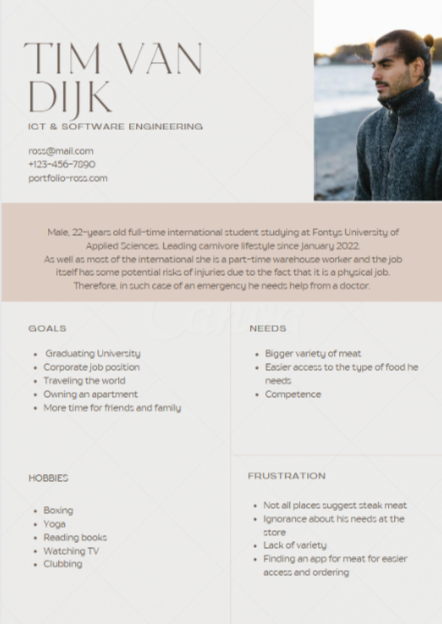 TIM VAN
DIJK
ICT & SOFTWARE ENGINEERING
ross@mail.com
+123-456-7890
portfolio-ross.com
Male, 22-years old full-time international student studying at Fontys University of
Applied Sciences. Leading carnivore lifestyle since January 2022.
As well as most of the international she is a part-time warehouse worker and the job
itself has some potential risks of injuries due to the fact that it is a physical job.
Therefore, in such case of an emergency he needs help from a doctor.
Canva
GOALS
• Graduating University
• Corporate job position
• Traveling the world
• Owning an apartment
• More time for friends and family
NEEDS
• Bigger variety of meat
• Easier access to the type of food he
needs
• Competence
HOBBIES
• Boxing
• Yoga
• Reading books
• Watching TV
• Clubbing
FRUSTRATION
• Not all places suggest steak meat
• Ignorance about his needs at the
store
• Lack of variety
• Finding an app for meat for easier
access and ordering